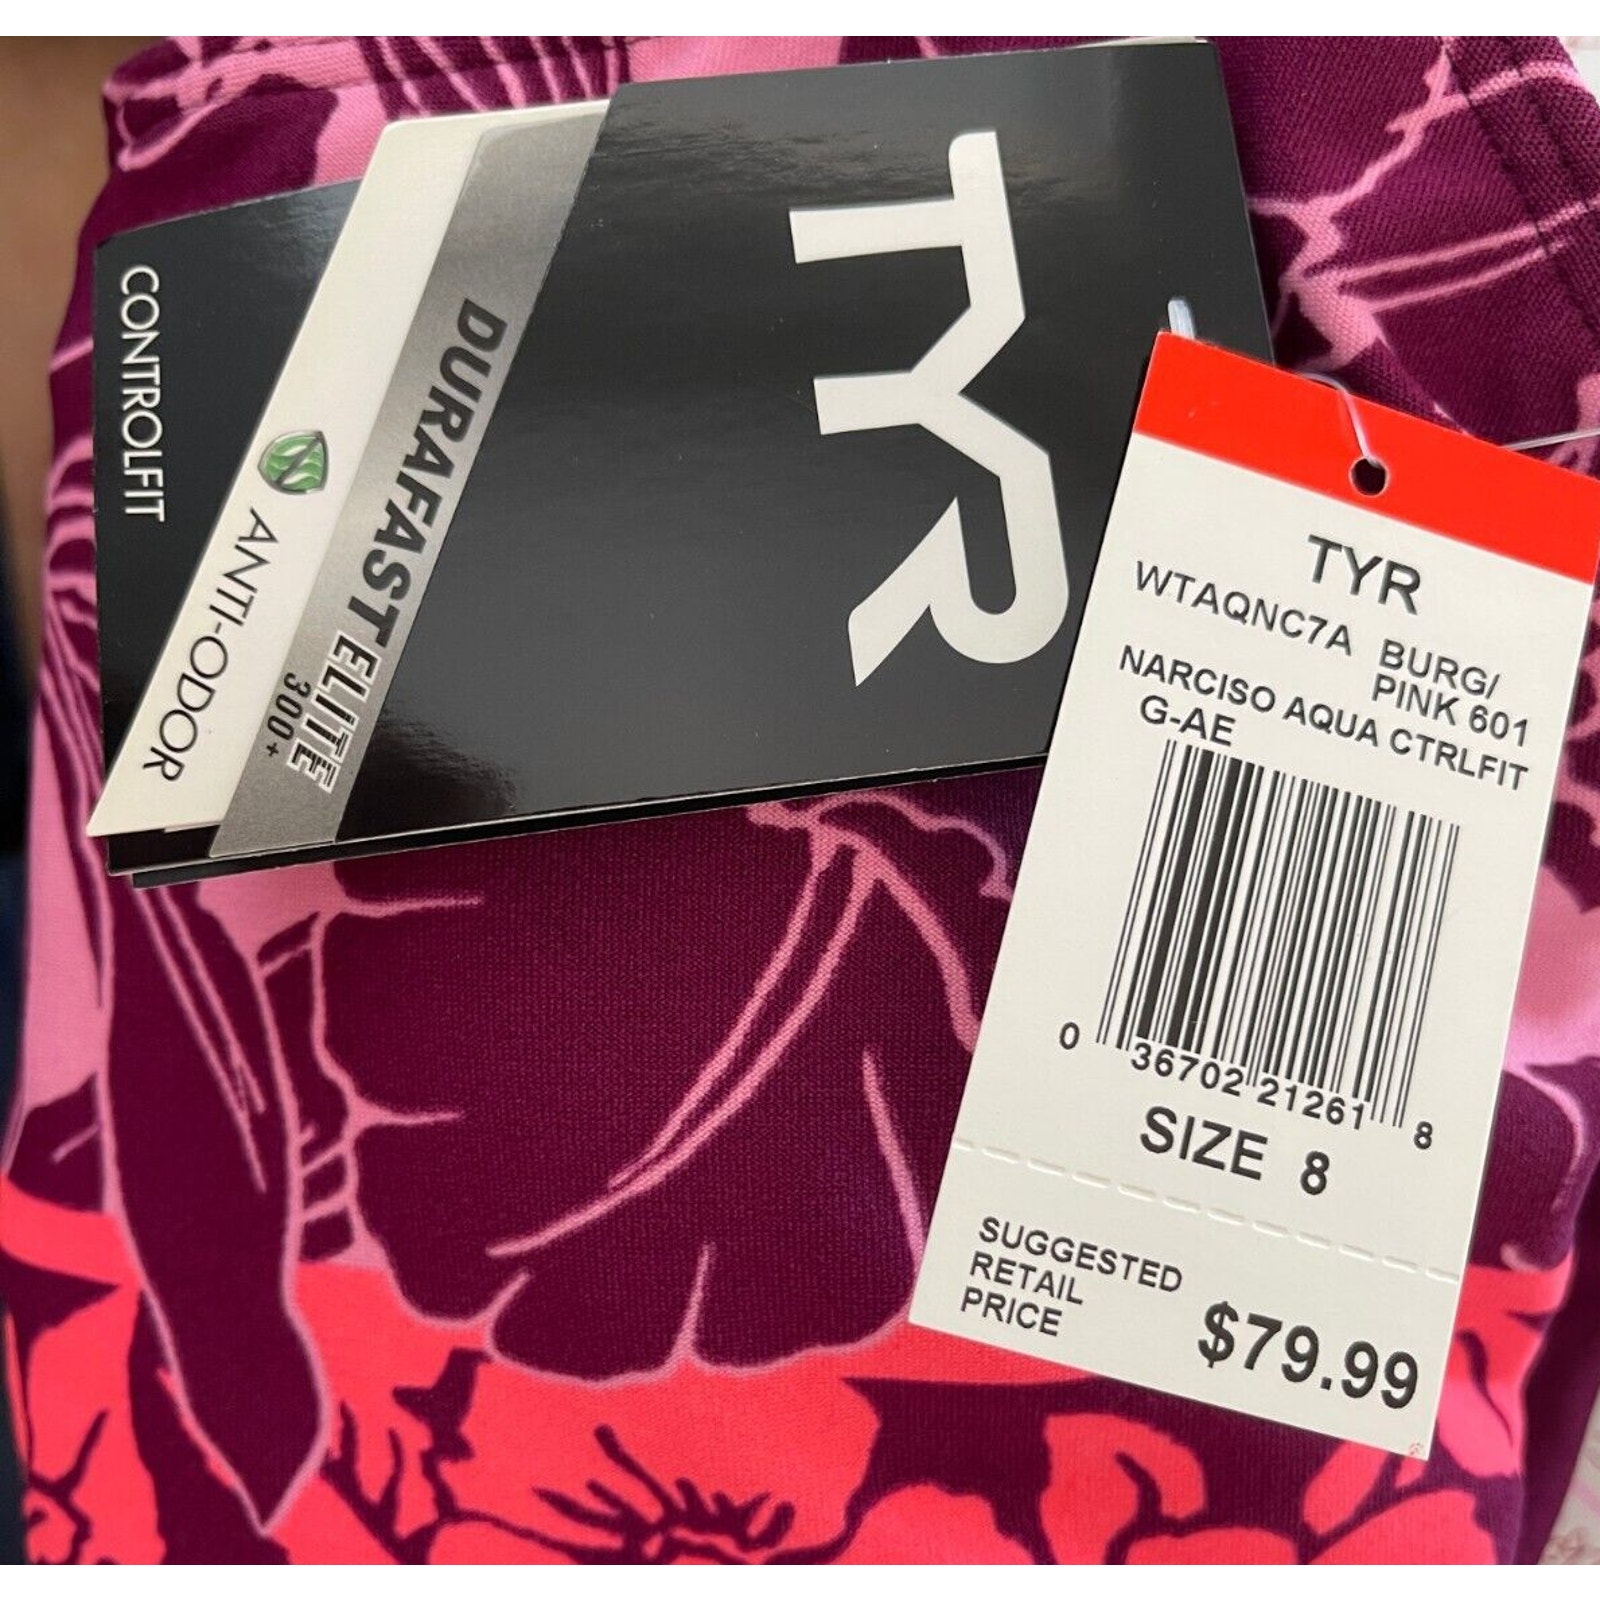 TYR
DURAFAST ELITE
300+
ANTI-ODOR
CONTROLFIT
TYR
WTAQNC7A BURG/
PINK 601
NARCISO AQUA CTRLFIT
G-AE
0 36702 21261 8
SIZE 8
SUGGESTED
RETAIL
PRICE $79.99